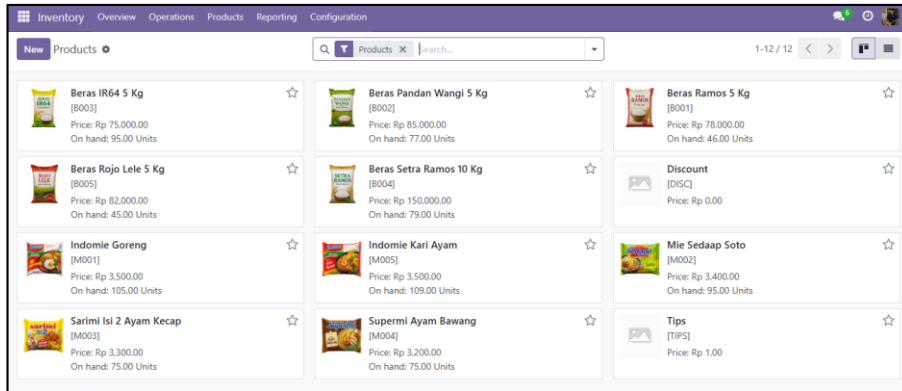 Inventory Overview Operations Products Reporting Configuration 6
New Products Products × Search... 1-12 / 12
Beras IR64 5 Kg
[B003]
Price: Rp 75,000.00
On hand: 95.00 Units
Beras Pandan Wangi 5 Kg
[B002]
Price: Rp 85,000.00
On hand: 77.00 Units
Beras Ramos 5 Kg
[B001]
Price: Rp 78,000.00
On hand: 46.00 Units
Beras Rojo Lele 5 Kg
[B005]
Price: Rp 82,000.00
On hand: 45.00 Units
Beras Setra Ramos 10 Kg
[B004]
Price: Rp 150,000.00
On hand: 79.00 Units
Discount
[DISC]
Price: Rp 0.00
Indomie Goreng
[M001]
Price: Rp 3,500.00
On hand: 105.00 Units
Indomie Kari Ayam
[M005]
Price: Rp 3,500.00
On hand: 109.00 Units
Mie Sedaap Soto
[M002]
Price: Rp 3,400.00
On hand: 95.00 Units
Sarimi Isi 2 Ayam Kecap
[M003]
Price: Rp 3,300.00
On hand: 75.00 Units
Supermi Ayam Bawang
[M004]
Price: Rp 3,200.00
On hand: 75.00 Units
Tips
[TIPS]
Price: Rp 1.00